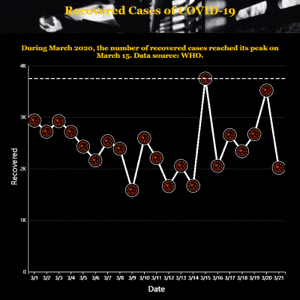 Recovered Cases of COVID-19
During March 2020, the number of recovered cases reached its peak on
March 15. Data source: WHO.
4K
3K
2K
1K
0
Recovered
3/1 3/2 3/3 3/4 3/5 3/6 3/7 3/8 3/9 3/10 3/11 3/12 3/13 3/14 3/15 3/16 3/17 3/18 3/19 3/20 3/21
Date